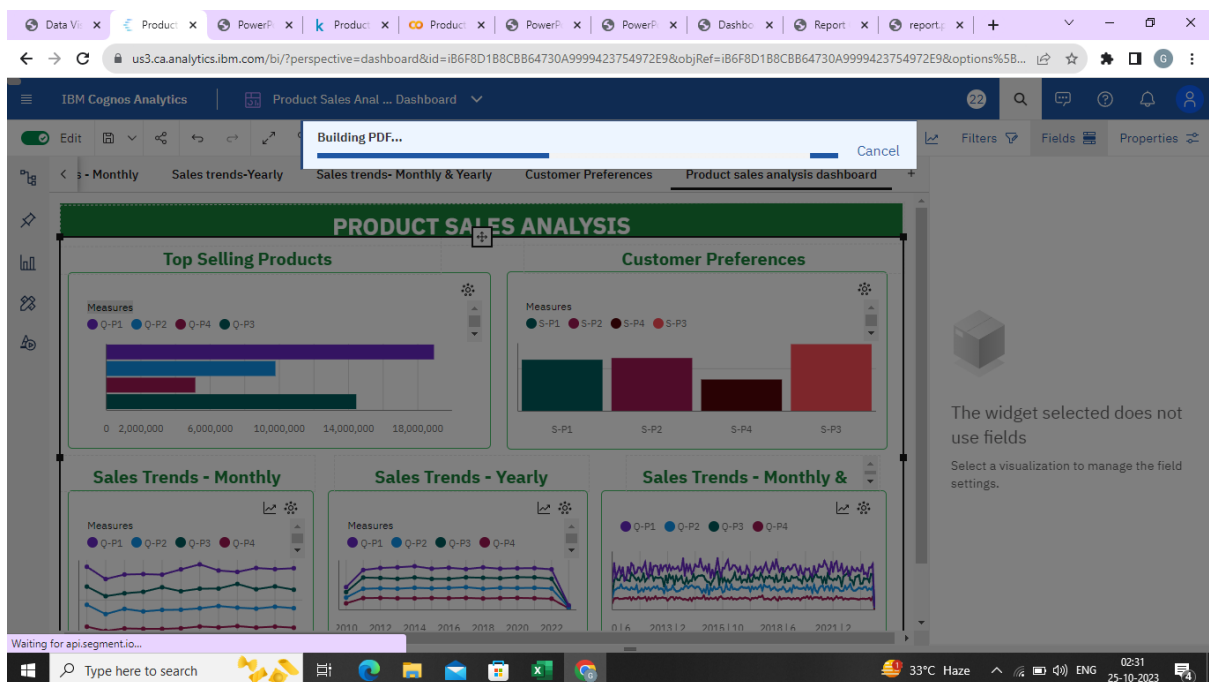 Data Vi
Product
PowerP
Product
Product
PowerP
PowerP
Dashbo
Report
report.p
us3.ca.analytics.ibm.com/bi/?perspective=dashboard&id=iB6F8D1B8CBB64730A9999423754972E9&objRef=iB6F8D1B8CBB64730A9999423754972E9&options%5B...
G
IBM Cognos Analytics
Product Sales Anal ... Dashboard
22
Edit
Building PDF...
Cancel
Filters
Fields
Properties
s - Monthly
Sales trends-Yearly
Sales trends- Monthly & Yearly
Customer Preferences
Product sales analysis dashboard
PRODUCT SALES ANALYSIS
Top Selling Products
Measures
Q-P1 Q-P2 Q-P4 Q-P3
0 2,000,000 6,000,000 10,000,000 14,000,000 18,000,000
Customer Preferences
Measures
S-P1 S-P2 S-P4 S-P3
S-P1 S-P2 S-P4 S-P3
The widget selected does not
use fields
Select a visualization to manage the field
settings.
Sales Trends - Monthly
Measures
Q-P1 Q-P2 Q-P3 Q-P4
Sales Trends - Yearly
Measures
Q-P1 Q-P2 Q-P3 Q-P4
2010 2012 2014 2016 2018 2020 2022
Sales Trends - Monthly &
Q-P1 Q-P2 Q-P3 Q-P4
0|6 2013|2 2015|10 2018|6 2021|2
Waiting for api.segment.io...
Type here to search
33°C Haze
ENG
02:31
25-10-2023
4